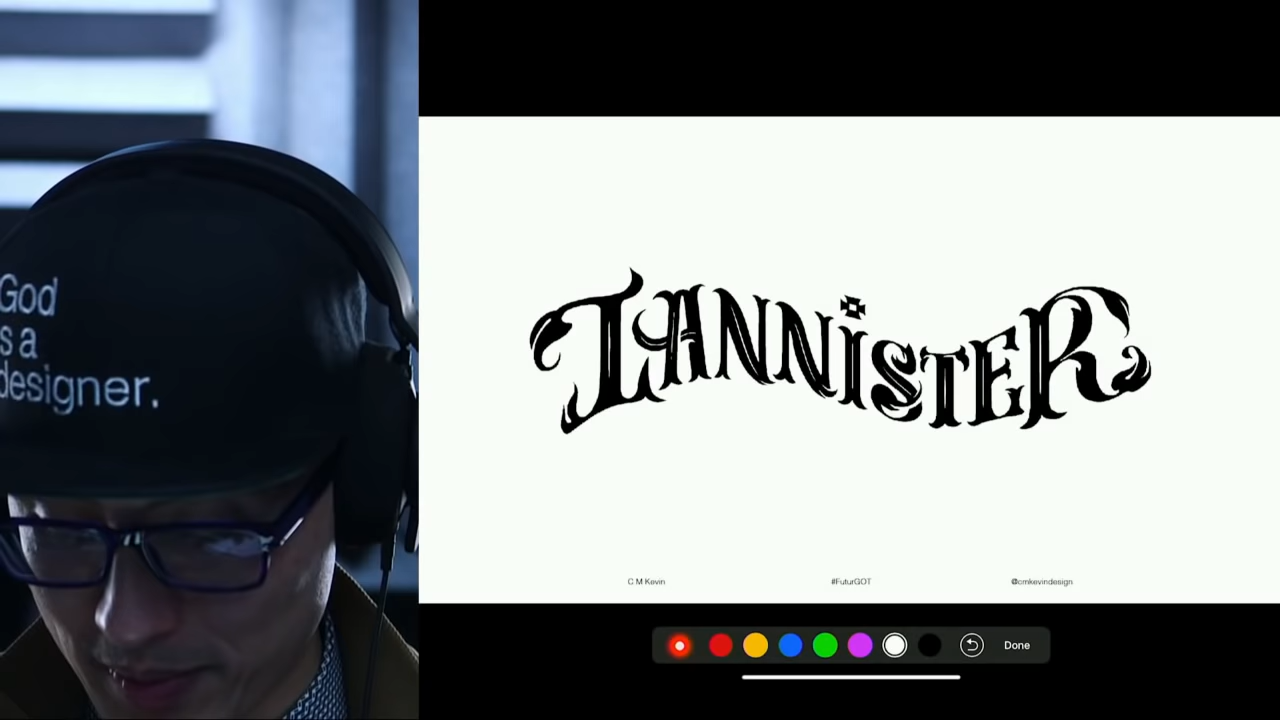 God
is a
designer.
LANNiSTER
C M Kevin
#FuturGOT
@cmkevindesign
Done